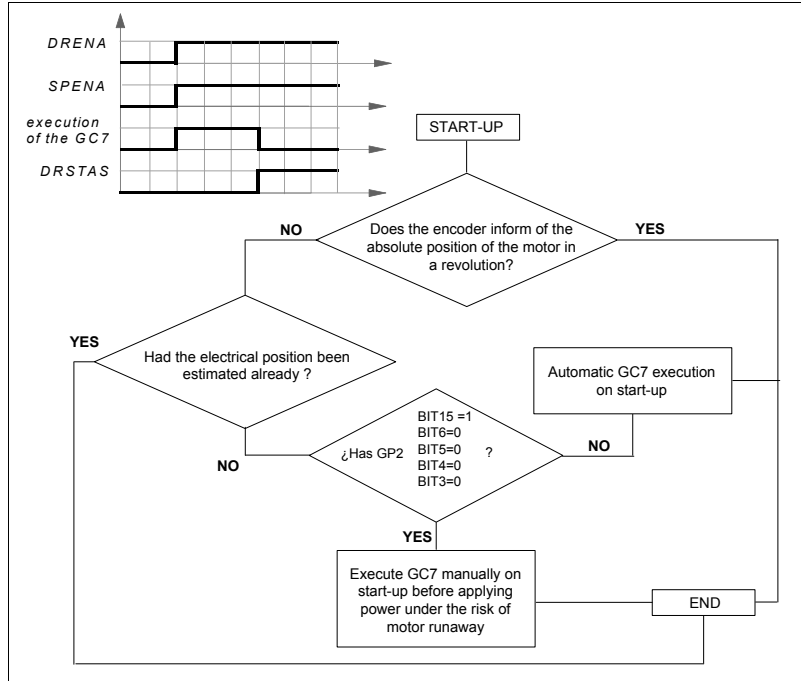 DRENA
SPENA
execution
of the GC7
DRSTAS
START-UP
Does the encoder inform of the
absolute position of the motor in
a revolution?
NO
YES
YES
Had the electrical position been
estimated already ?
NO
¿Has GP2
BIT15 =1
BIT6=0
BIT5=0
BIT4=0
BIT3=0
?
NO
Automatic GC7 execution
on start-up
YES
Execute GC7 manually on
start-up before applying
power under the risk of
motor runaway
END